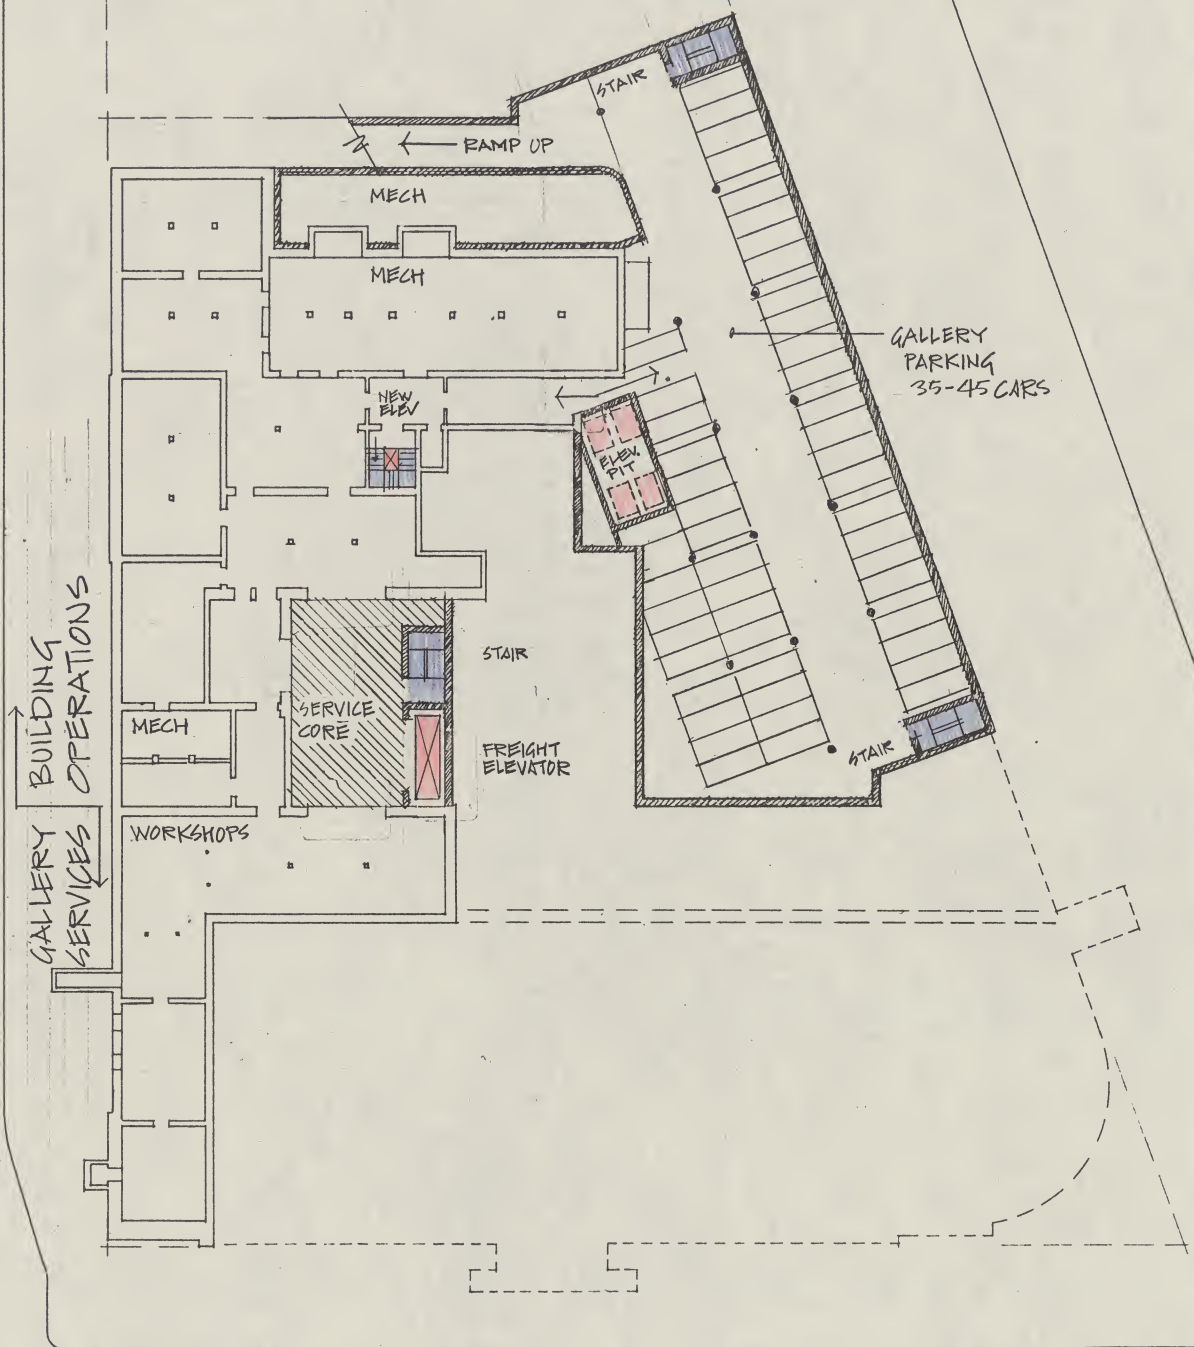 STAIR
RAMP UP
MECH
MECH
GALLERY
PARKING
35-45 CARS
NEW
ELEV
ELEV.
PIT
STAIR
SERVICE
CORE
FREIGHT
ELEVATOR
STAIR
MECH
WORKSHOPS
BUILDING
OPERATIONS
GALLERY
SERVICES